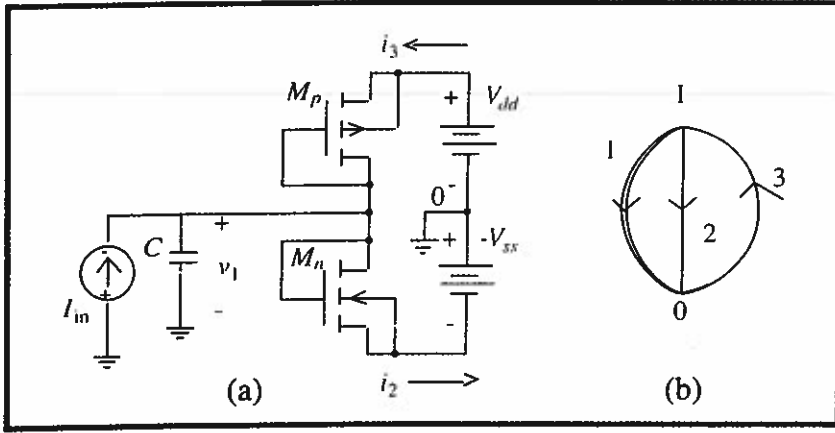 i3
Mp
+ Vdd
I
1
3
0 -
+
+ -Vss
-
C
v1
Mn
2
Iin
+
-
-
0
(a)
i2
(b)